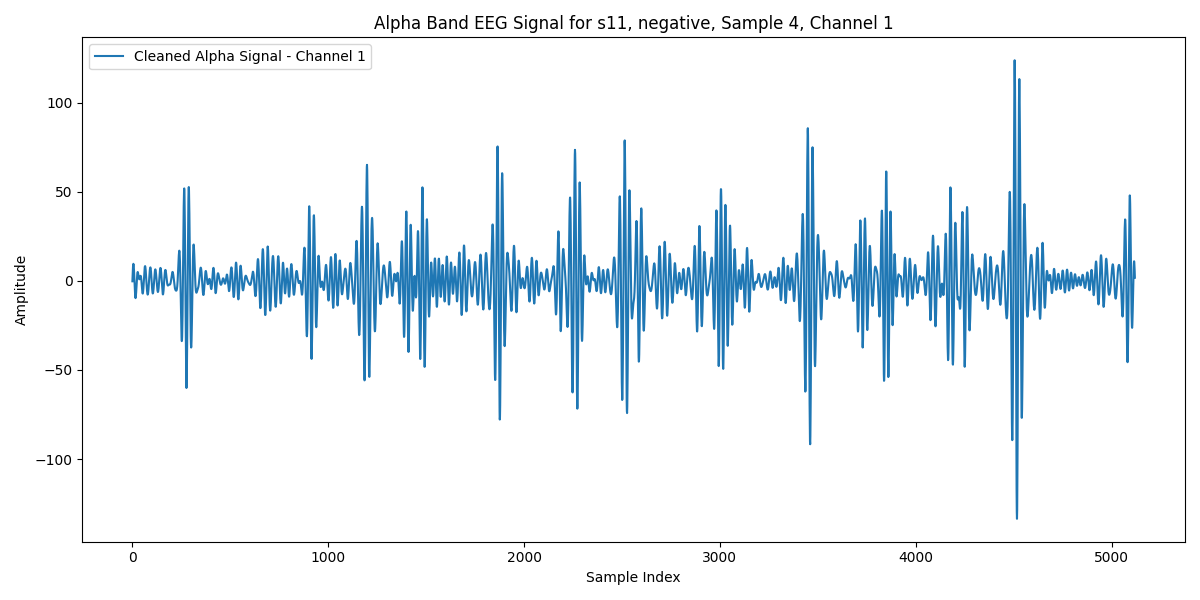 Alpha Band EEG Signal for s11, negative, Sample 4, Channel 1
Cleaned Alpha Signal - Channel 1
100
50
0
−50
−100
Amplitude
0 1000 2000 3000 4000 5000
Sample Index